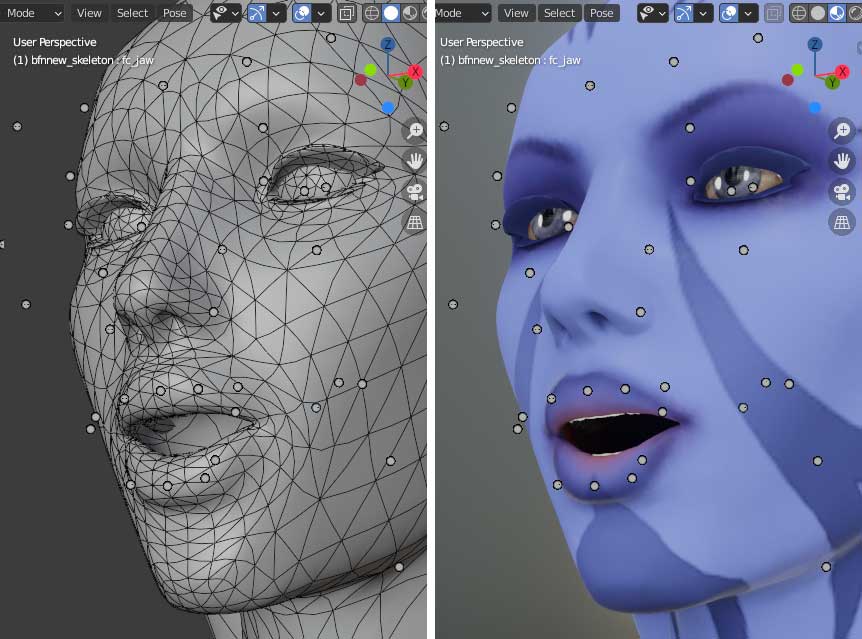 Mode View Select Pose
User Perspective
(1) bfnnew_skeleton : fc_jaw
Z
X
Y
Mode View Select Pose
User Perspective
(1) bfnnew_skeleton : fc_jaw
Z
X
Y